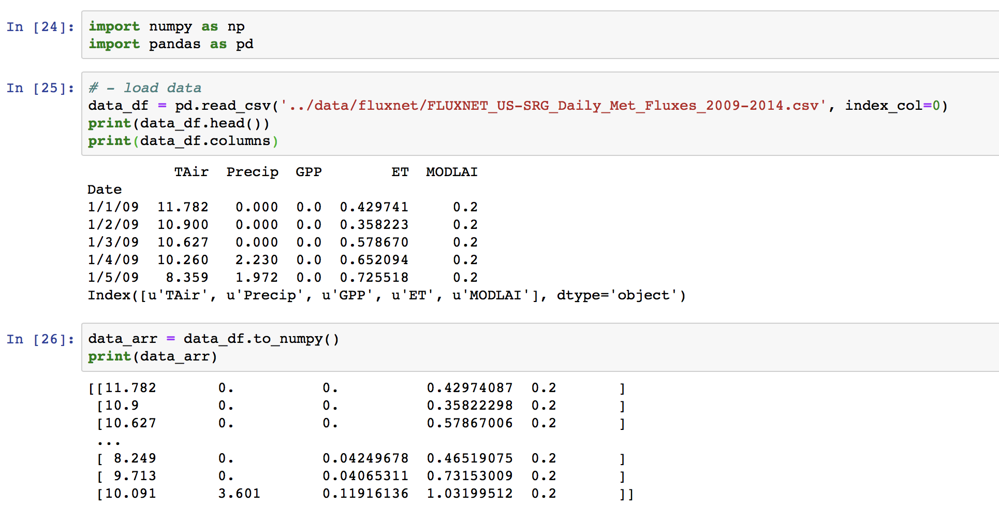 In [24]: import numpy as np
import pandas as pd
In [25]: # - load data
data_df = pd.read_csv('../data/fluxnet/FLUXNET_US-SRG_Daily_Met_Fluxes_2009-2014.csv', index_col=0)
print(data_df.head())
print(data_df.columns)
TAir Precip GPP ET MODLAI
Date
1/1/09 11.782 0.000 0.0 0.429741 0.2
1/2/09 10.900 0.000 0.0 0.358223 0.2
1/3/09 10.627 0.000 0.0 0.578670 0.2
1/4/09 10.260 2.230 0.0 0.652094 0.2
1/5/09 8.359 1.972 0.0 0.725518 0.2
Index([u'TAir', u'Precip', u'GPP', u'ET', u'MODLAI'], dtype='object')
In [26]: data_arr = data_df.to_numpy()
print(data_arr)
[[11.782 0. 0. 0.42974087 0.2 ]
[10.9 0. 0. 0.35822298 0.2 ]
[10.627 0. 0. 0.57867006 0.2 ]
...
[ 8.249 0. 0.04249678 0.46519075 0.2 ]
[ 9.713 0. 0.04065311 0.73153009 0.2 ]
[10.091 3.601 0.11916136 1.03199512 0.2 ]]